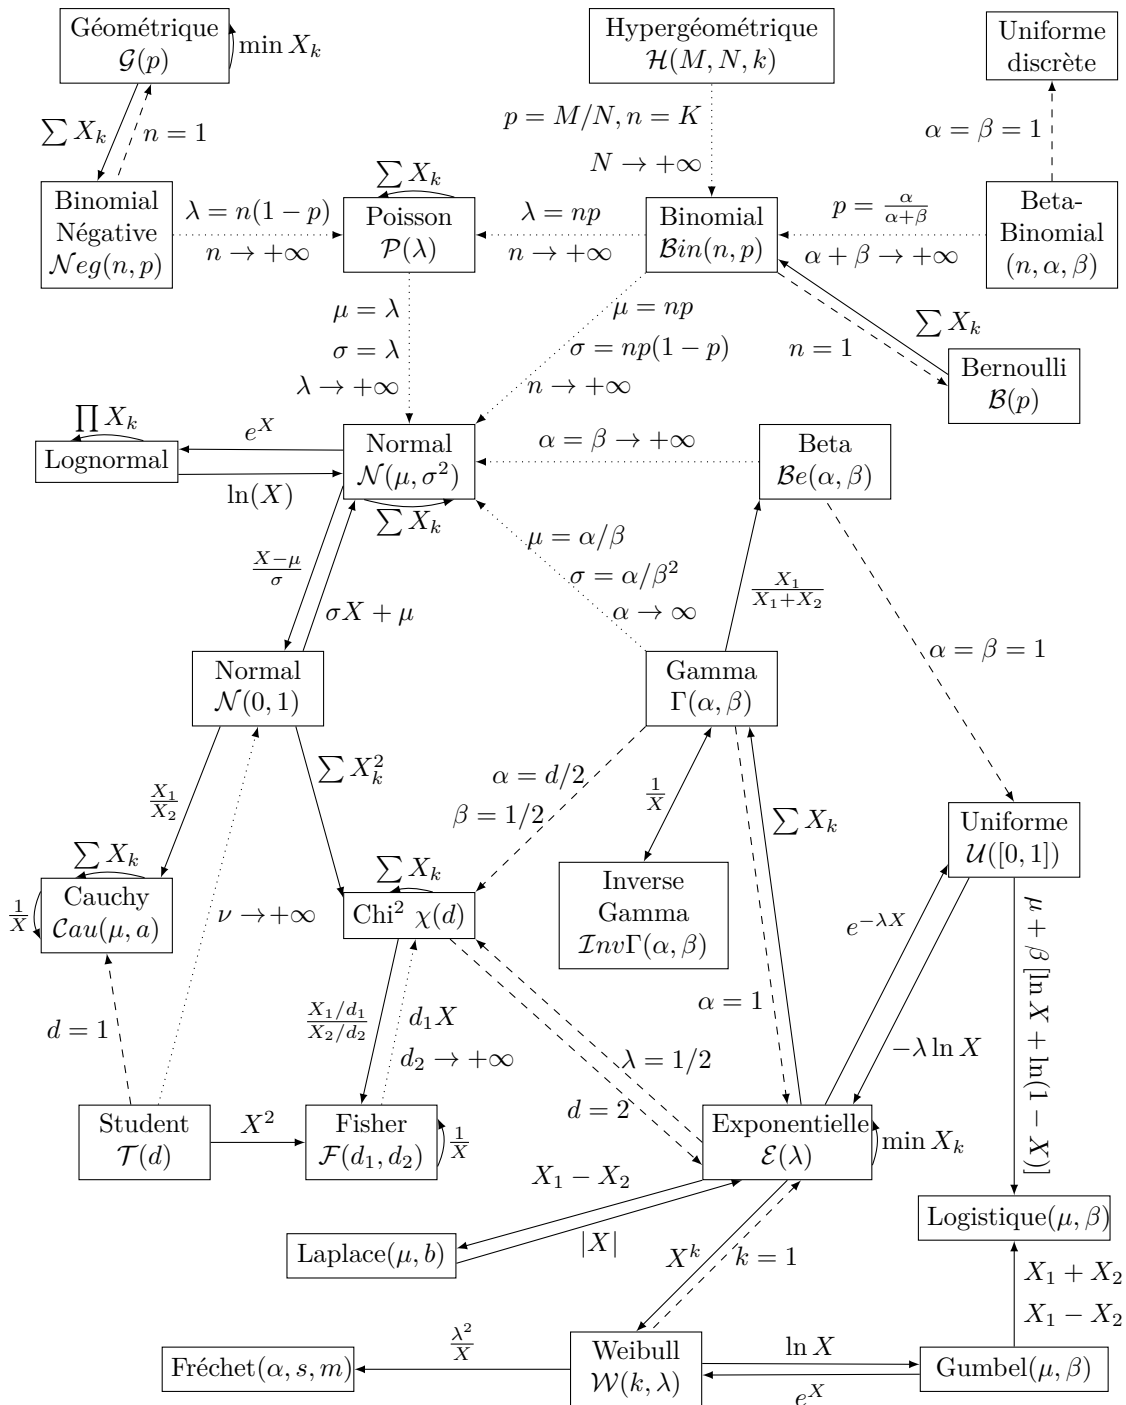 Géométrique
𝒢(p)
min X_k
Hypergéométrique
ℋ(M, N, k)
Uniforme
discrète
∑ X_k
n = 1
p = M/N, n = K
N → +∞
α = β = 1
Binomial
Négative
𝒩eg(n, p)
λ = n(1 − p)
n → +∞
∑ X_k
Poisson
𝒫(λ)
λ = np
n → +∞
Binomial
ℬin(n, p)
p = α/(α+β)
α + β → +∞
Beta-
Binomial
(n, α, β)
μ = λ
σ = λ
λ → +∞
μ = np
σ = np(1 − p)
n → +∞
∑ X_k
n = 1
Bernoulli
ℬ(p)
∏ X_k
Lognormal
e^X
ln(X)
Normal
𝒩(μ, σ²)
∑ X_k
α = β → +∞
Beta
ℬe(α, β)
(X−μ)/σ
σX + μ
μ = α/β
σ = α/β²
α → ∞
X_1/(X_1+X_2)
α = β = 1
Normal
𝒩(0, 1)
Gamma
Γ(α, β)
X_1/X_2
∑ X_k^2
α = d/2
β = 1/2
1/X
∑ X_k
Uniforme
𝒰([0, 1])
∑ X_k
1/X
Cauchy
𝒞au(μ, a)
ν → +∞
∑ X_k
Chi² χ(d)
Inverse
Gamma
ℐnvΓ(α, β)
e^{−λX}
μ + β [ln X + ln(1 − X)]
d = 1
(X_1/d_1)/(X_2/d_2)
d_1X
d_2 → +∞
α = 1
−λ ln X
λ = 1/2
d = 2
Student
𝒯(d)
X²
Fisher
ℱ(d_1, d_2)
1/X
Exponentielle
ℰ(λ)
min X_k
X_1 − X_2
|X|
Laplace(μ, b)
X^k
k = 1
Logistique(μ, β)
X_1 + X_2
X_1 − X_2
Fréchet(α, s, m)
λ²/X
Weibull
𝒲(k, λ)
ln X
e^X
Gumbel(μ, β)